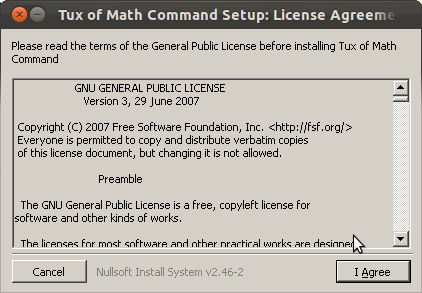 Tux of Math Command Setup: License Agreeme
Please read the terms of the General Public License before installing Tux of Math
Command
GNU GENERAL PUBLIC LICENSE
Version 3, 29 June 2007
Copyright (C) 2007 Free Software Foundation, Inc. <http://fsf.org/>
Everyone is permitted to copy and distribute verbatim copies
of this license document, but changing it is not allowed.
Preamble
The GNU General Public License is a free, copyleft license for
software and other kinds of works.
The licenses for most software and other practical works are designed
Cancel
Nullsoft Install System v2.46-2
I Agree